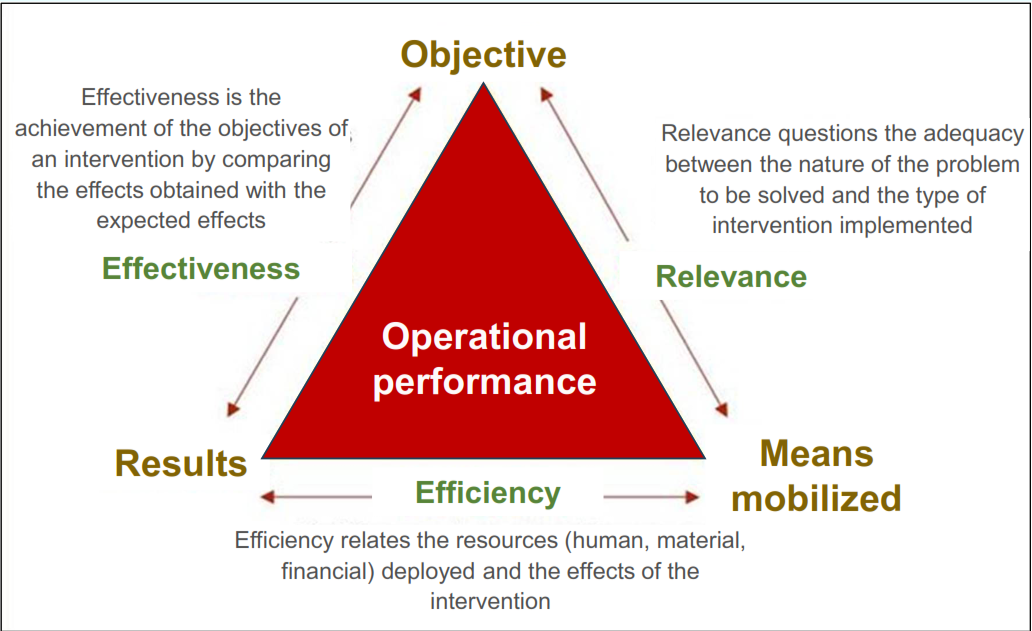 Objective
Effectiveness is the
achievement of the objectives of
an intervention by comparing
the effects obtained with the
expected effects
Relevance questions the adequacy
between the nature of the problem
to be solved and the type of
intervention implemented
Effectiveness
Relevance
Operational
performance
Results
Means
mobilized
Efficiency
Efficiency relates the resources (human, material,
financial) deployed and the effects of the
intervention